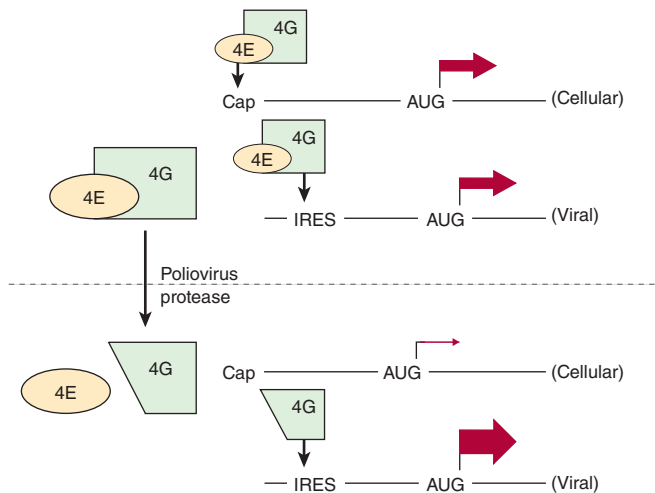 4G
4E
Cap AUG (Cellular)
4G
4E
4G
4E
IRES AUG (Viral)
Poliovirus
protease
4G
4E
Cap AUG (Cellular)
4G
IRES AUG (Viral)